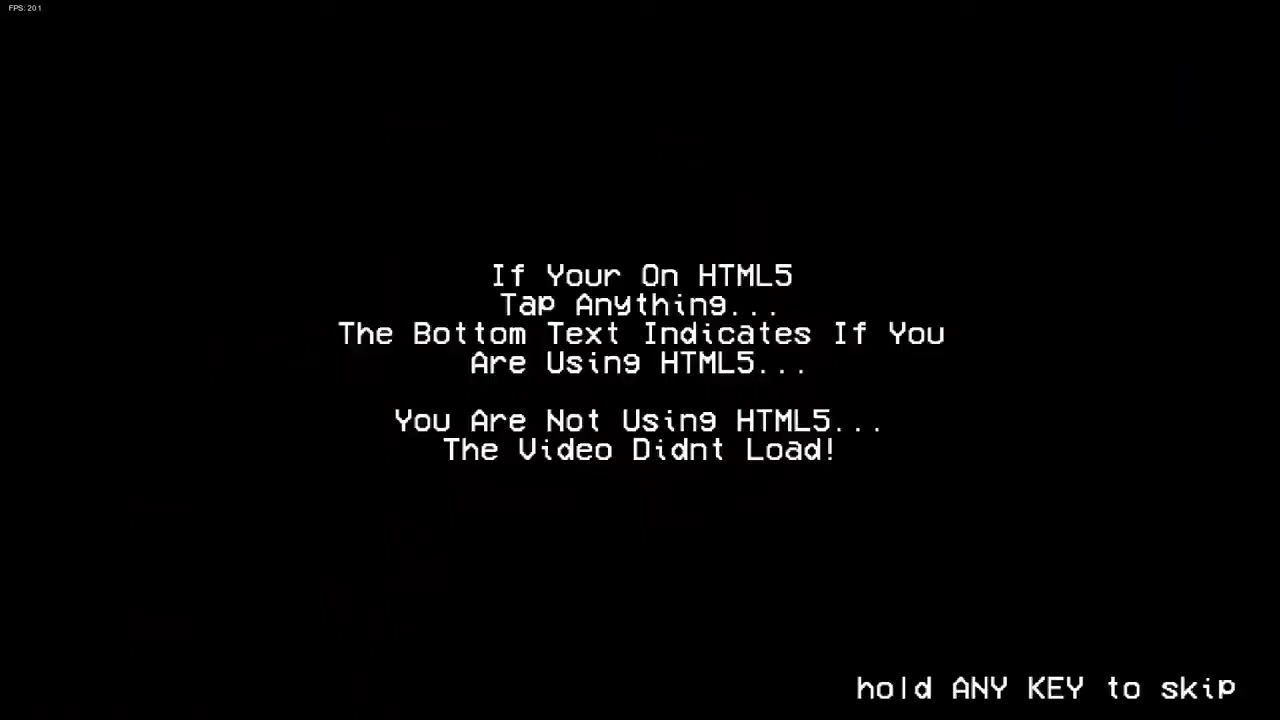 FPS: 201
If Your On HTML5
Tap Anything...
The Bottom Text Indicates If You
Are Using HTML5...
You Are Not Using HTML5...
The Video Didnt Load!
hold ANY KEY to skip